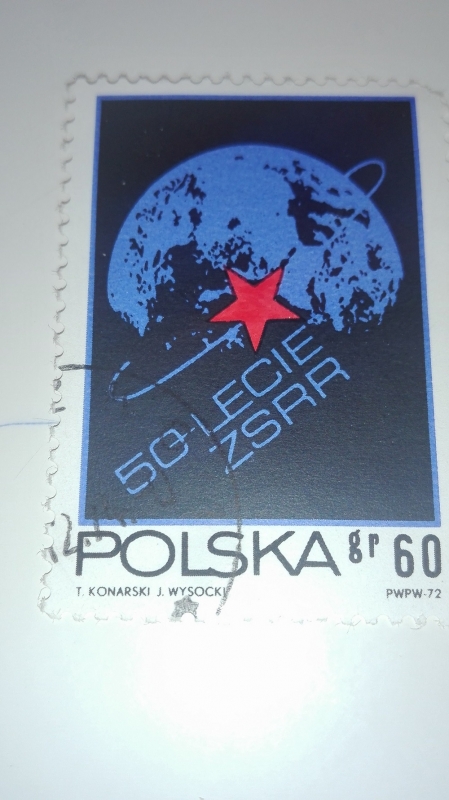 50-LECIE
ZSRR
POLSKA gr 60
T. KONARSKI J. WYSOCKI PWPW-72